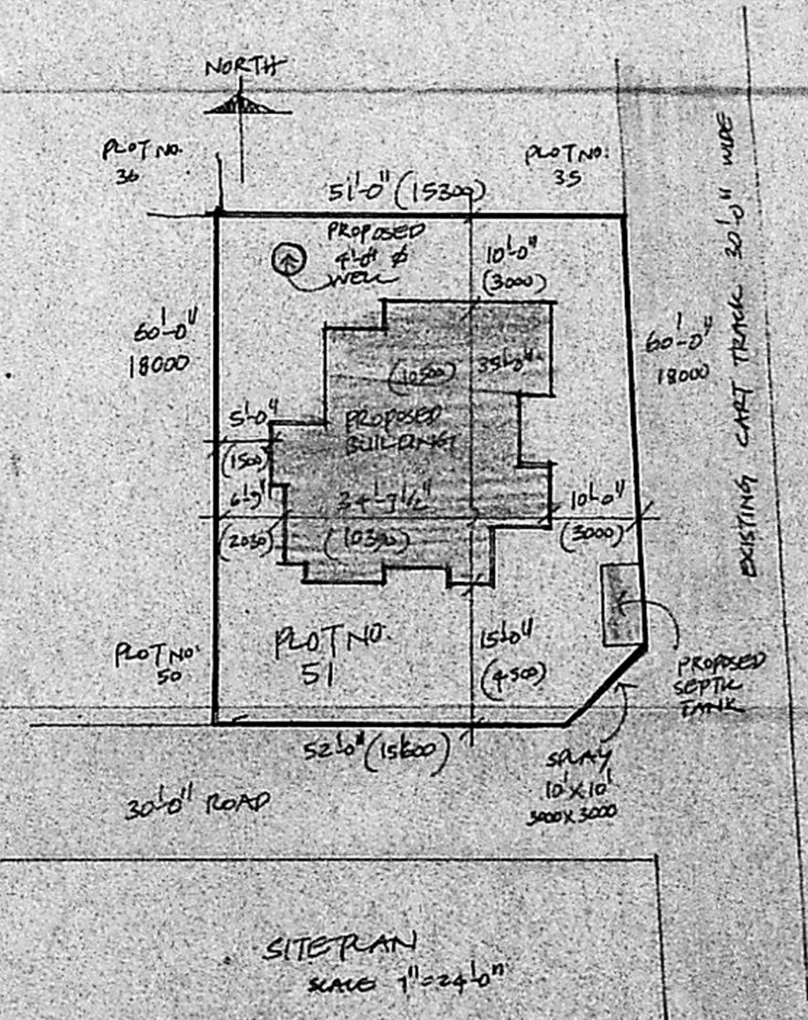 NORTH
PLOT NO.
36
PLOT NO:
35
51'-0" (15300)
PROPOSED
4'-0" ⌀
WELL
10'-0"
(3000)
60'-0"
18000
60'-0"
18000
EXISTING CART TRACK 30'-0" WIDE
(10500) 35'-0"
5'-0"
(1500)
PROPOSED
BUILDING
6'-9"
(2030)
34'-7½"
(10390)
10'-0"
(3000)
PLOT NO:
50
PLOT NO.
51
15'-0"
(4500)
PROPOSED
SEPTIC
TANK
52'-0" (15600)
SPLAY
10'X10'
3000X3000
30'-0" ROAD
SITE PLAN
SCALE 1"=24'-0"